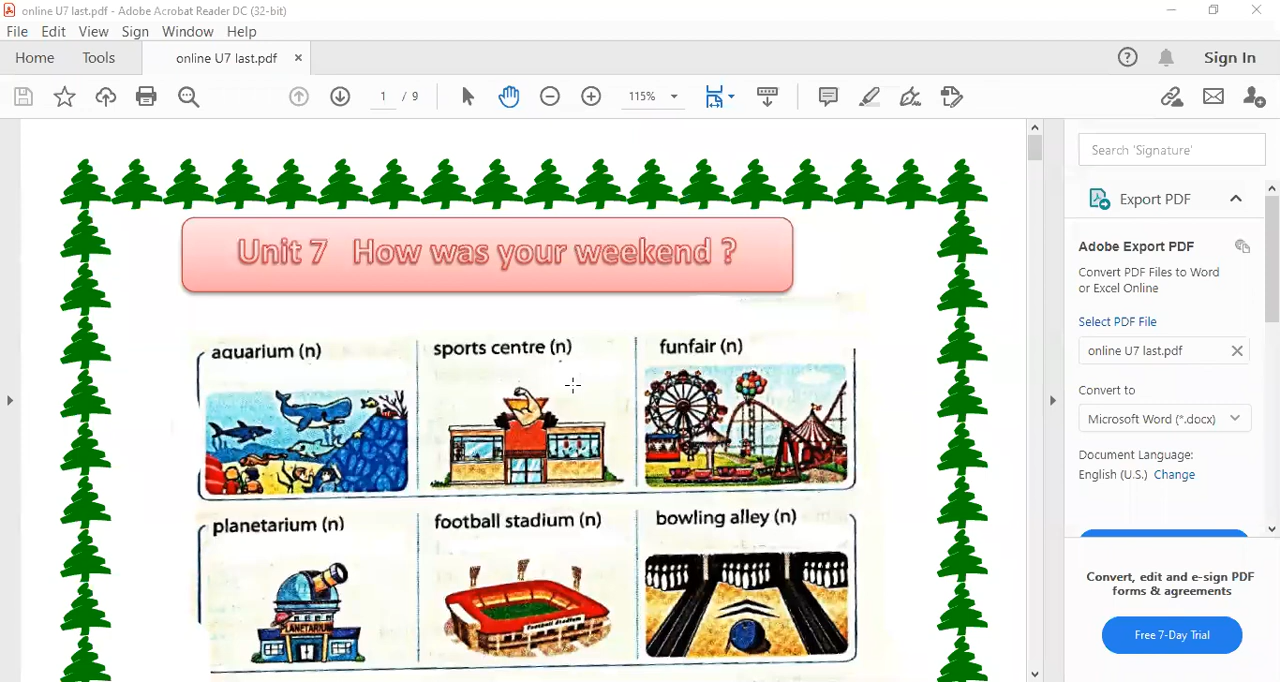 online U7 last.pdf - Adobe Acrobat Reader DC (32-bit)
File Edit View Sign Window Help
Home Tools online U7 last.pdf × Sign In
1 / 9 115%
Search 'Signature'
Export PDF
Adobe Export PDF
Convert PDF Files to Word
or Excel Online
Select PDF File
online U7 last.pdf
Convert to
Microsoft Word (*.docx)
Document Language:
English (U.S.) Change
Convert, edit and e-sign PDF
forms & agreements
Free 7-Day Trial
Unit 7 How was your weekend ?
aquarium (n) sports centre (n) funfair (n)
planetarium (n) football stadium (n) bowling alley (n)
PLANETARIUM
Football Stadium